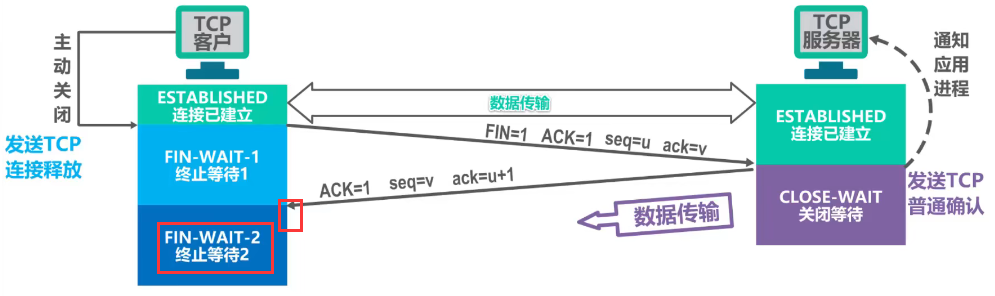 TCP
客户
TCP
服务器
主动关闭
通知
应用
进程
ESTABLISHED
连接已建立
数据传输
ESTABLISHED
连接已建立
发送TCP
连接释放
FIN-WAIT-1
终止等待1
FIN=1 ACK=1 seq=u ack=v
ACK=1 seq=v ack=u+1
数据传输
CLOSE-WAIT
关闭等待
发送TCP
普通确认
FIN-WAIT-2
终止等待2